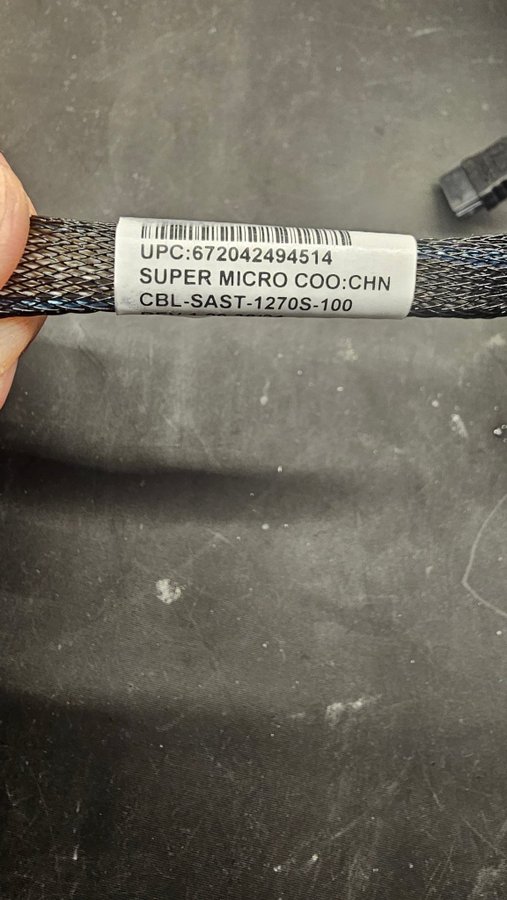 UPC:672042494514
SUPER MICRO COO:CHN
CBL-SAST-1270S-100